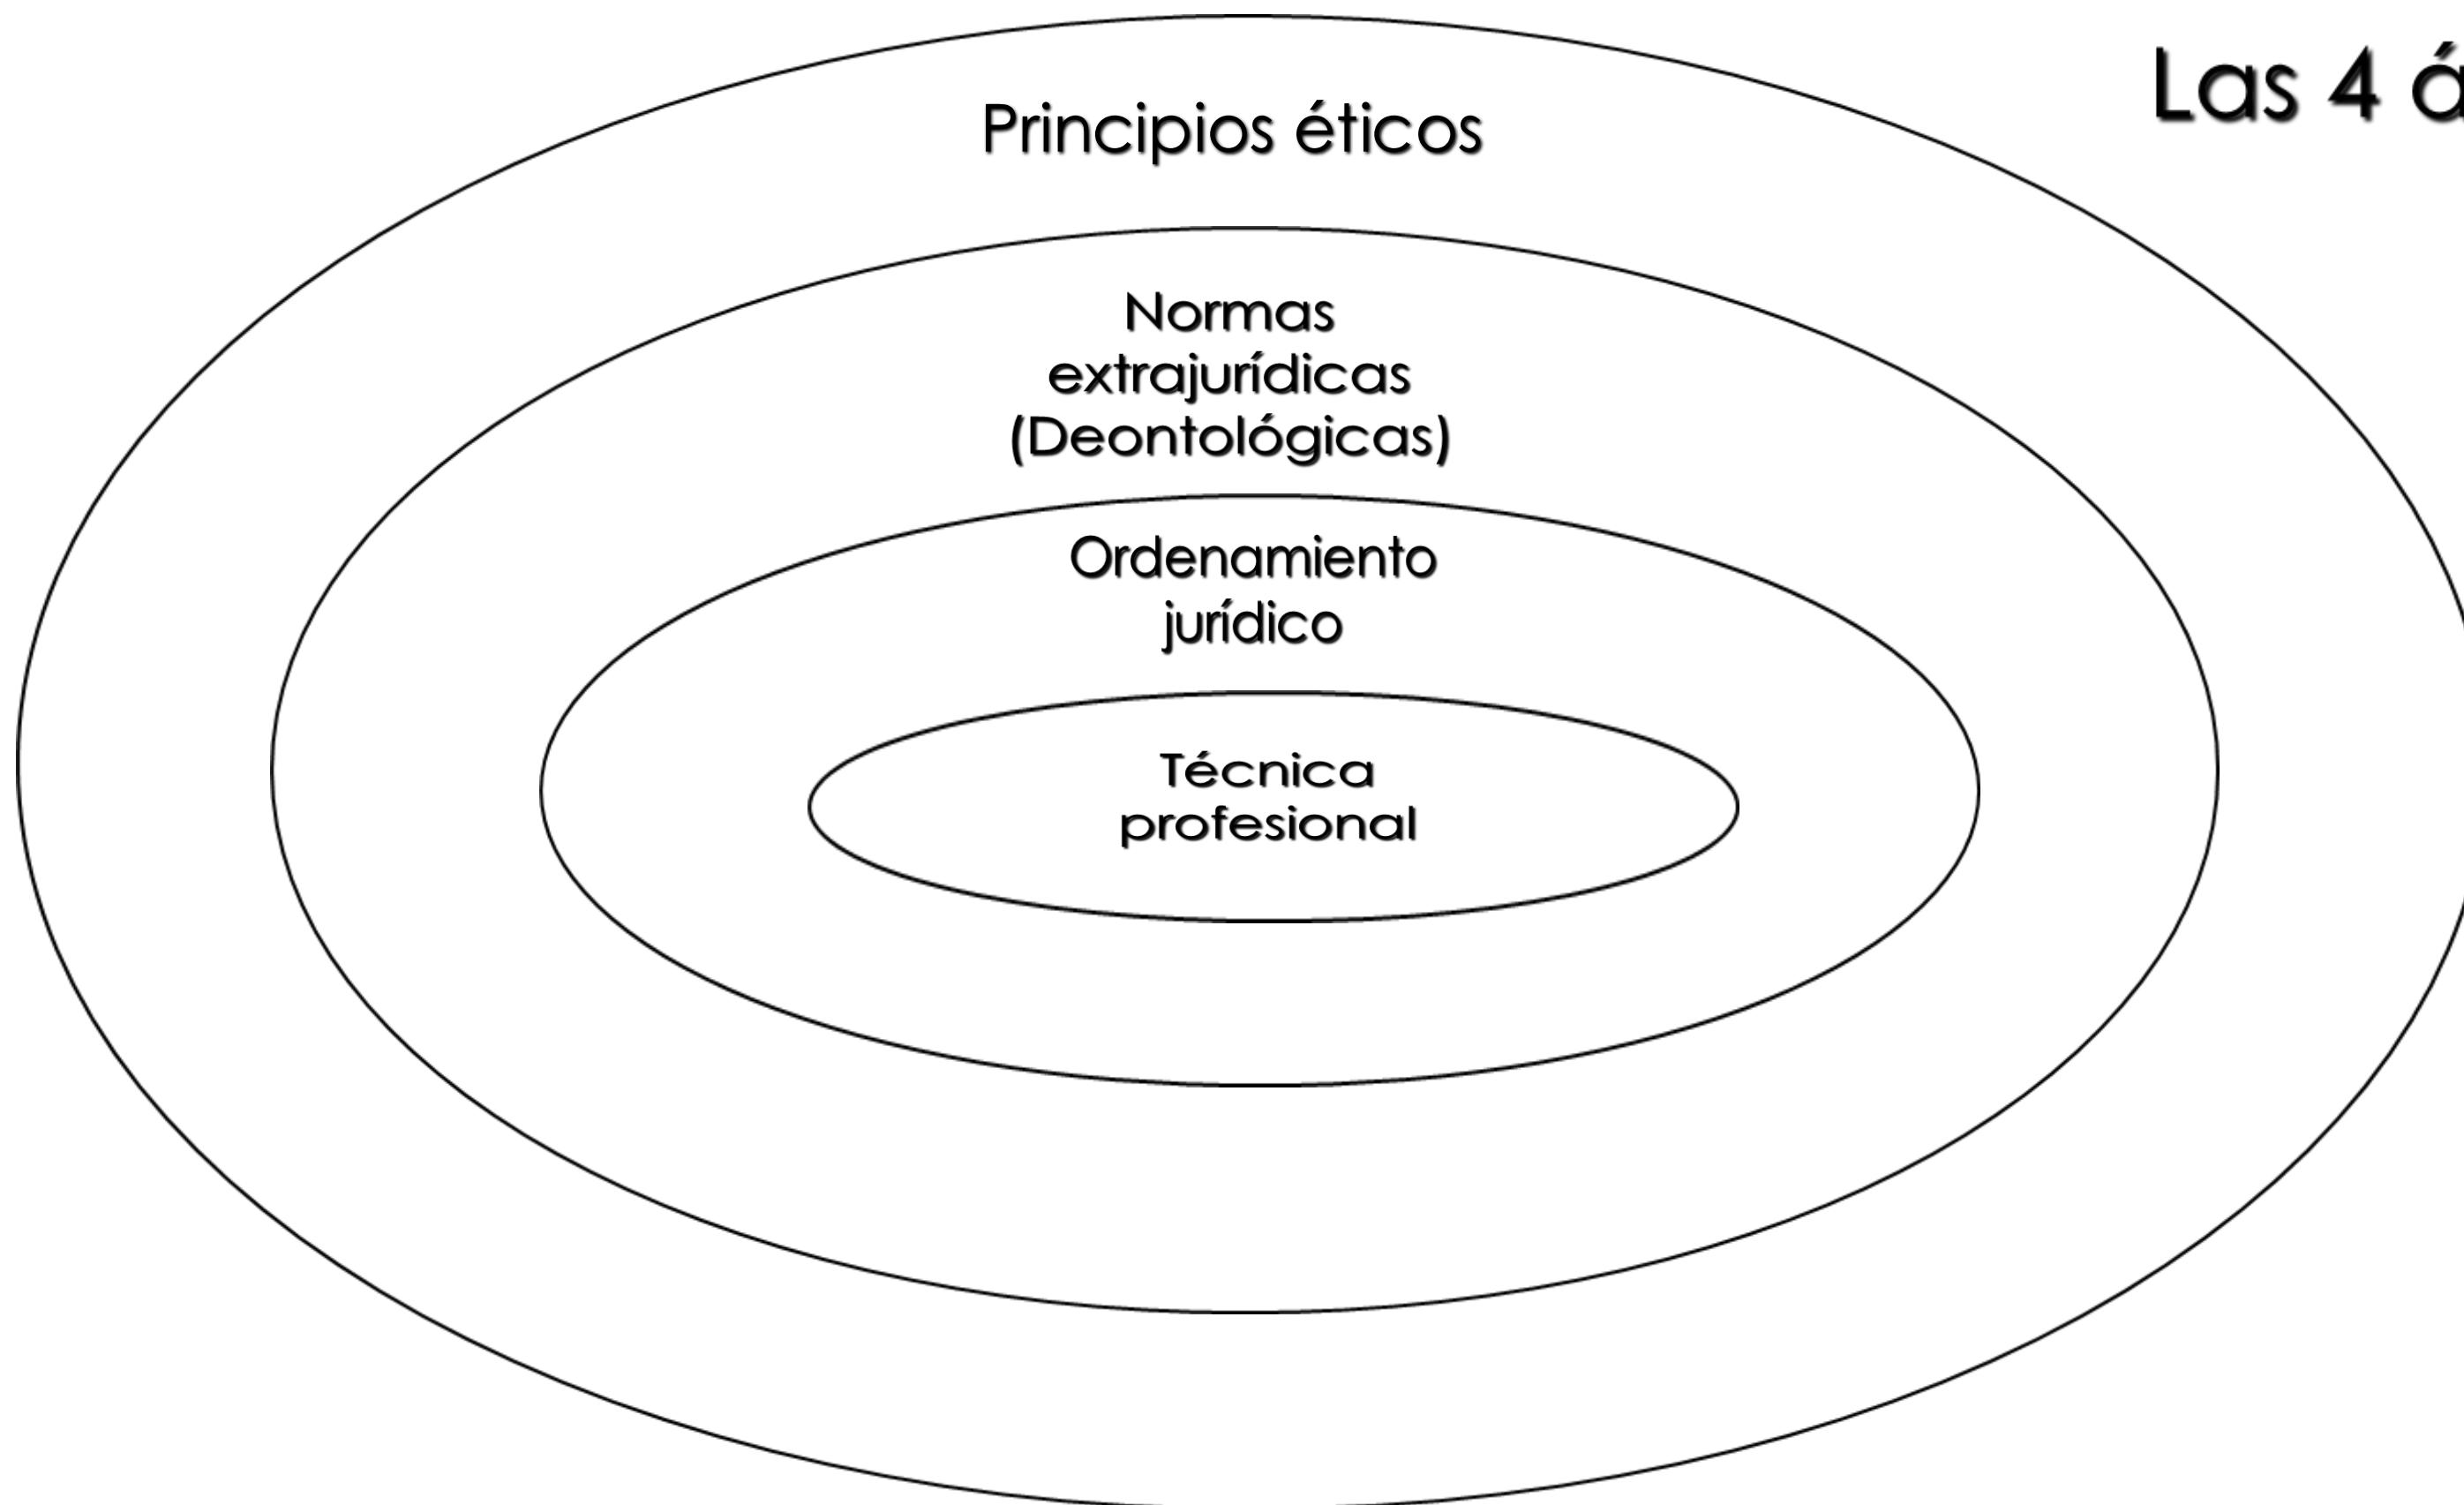 Las 4
Principios éticos
Normas
extrajurídicas
(Deontológicas)
Ordenamiento
jurídico
Técnica
profesional